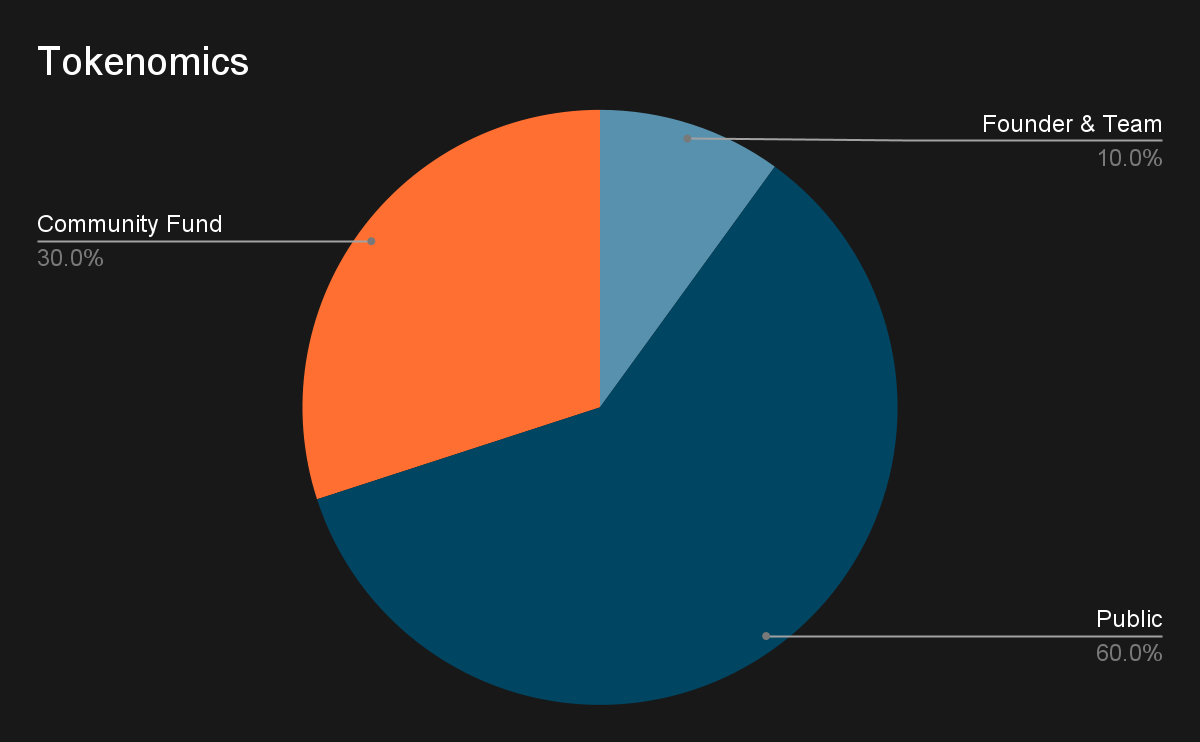 Tokenomics
Founder & Team
10.0%
Community Fund
30.0%
Public
60.0%